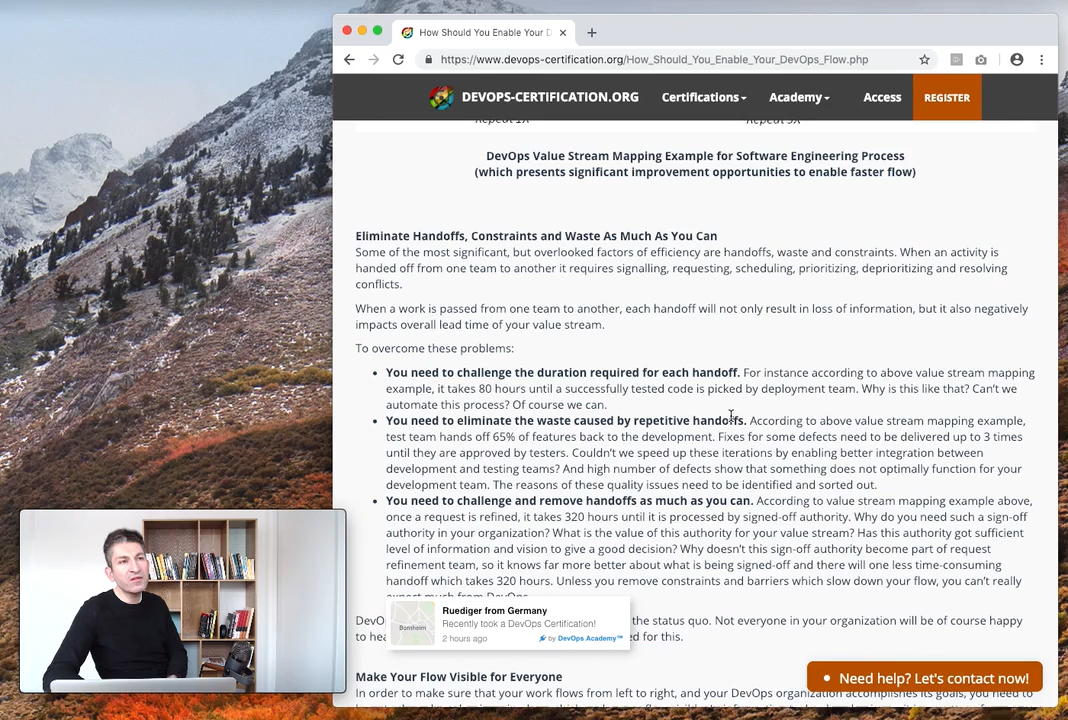 How Should You Enable Your D
https://www.devops-certification.org/How_Should_You_Enable_Your_DevOps_Flow.php
DEVOPS-CERTIFICATION.ORG Certifications Academy Access REGISTER
Repeat 1X Repeat 3X
DevOps Value Stream Mapping Example for Software Engineering Process
(which presents significant improvement opportunities to enable faster flow)
Eliminate Handoffs, Constraints and Waste As Much As You Can
Some of the most significant, but overlooked factors of efficiency are handoffs, waste and constraints. When an activity is
handed off from one team to another it requires signalling, requesting, scheduling, prioritizing, deprioritizing and resolving
conflicts.
When a work is passed from one team to another, each handoff will not only result in loss of information, but it also negatively
impacts overall lead time of your value stream.
To overcome these problems:
• You need to challenge the duration required for each handoff. For instance according to above value stream mapping
example, it takes 80 hours until a successfully tested code is picked by deployment team. Why is this like that? Can't we
automate this process? Of course we can.
• You need to eliminate the waste caused by repetitive handoffs. According to above value stream mapping example,
test team hands off 65% of features back to the development. Fixes for some defects need to be delivered up to 3 times
until they are approved by testers. Couldn't we speed up these iterations by enabling better integration between
development and testing teams? And high number of defects show that something does not optimally function for your
development team. The reasons of these quality issues need to be identified and sorted out.
• You need to challenge and remove handoffs as much as you can. According to value stream mapping example above,
once a request is refined, it takes 320 hours until it is processed by signed-off authority. Why do you need such a sign-off
authority in your organization? What is the value of this authority for your value stream? Has this authority got sufficient
level of information and vision to give a good decision? Why doesn't this sign-off authority become part of request
refinement team, so it knows far more better about what is being signed-off and there will one less time-consuming
handoff which takes 320 hours. Unless you remove constraints and barriers which slow down your flow, you can't really
expect much from DevOps.
DevO the status quo. Not everyone in your organization will be of course happy
to hea ed for this.
Ruediger from Germany
Recently took a DevOps Certification!
2 hours ago by DevOps Academy™
Bornheim
Make Your Flow Visible for Everyone
In order to make sure that your work flows from left to right, and your DevOps organization accomplishes its goals, you need to
Need help? Let's contact now!